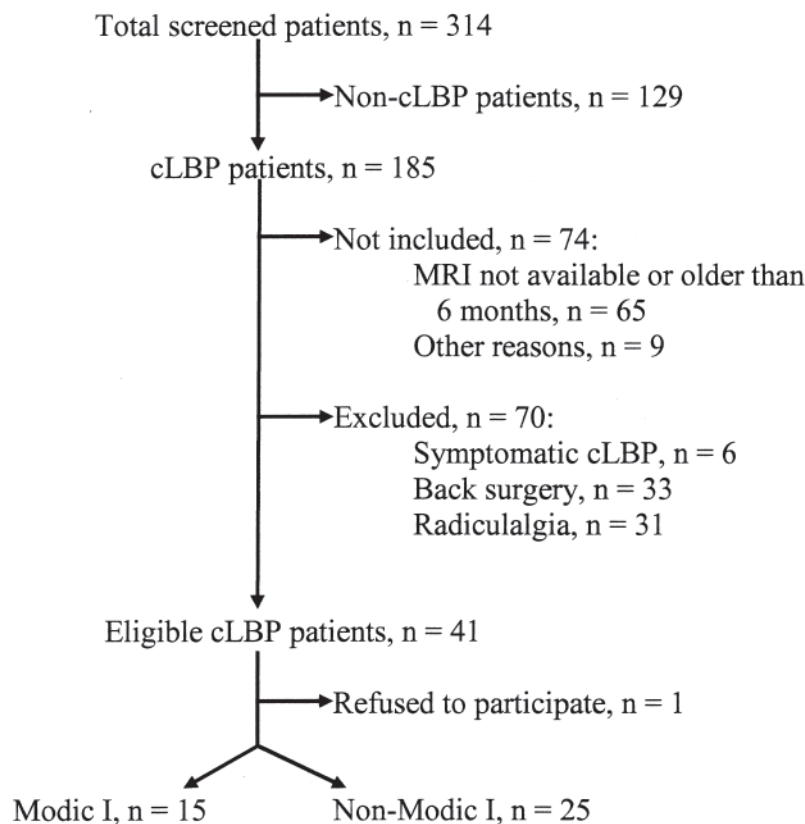 Total screened patients, n = 314
Non-cLBP patients, n = 129
cLBP patients, n = 185
Not included, n = 74:
MRI not available or older than
6 months, n = 65
Other reasons, n = 9
Excluded, n = 70:
Symptomatic cLBP, n = 6
Back surgery, n = 33
Radiculalgia, n = 31
Eligible cLBP patients, n = 41
Refused to participate, n = 1
Modic I, n = 15
Non-Modic I, n = 25